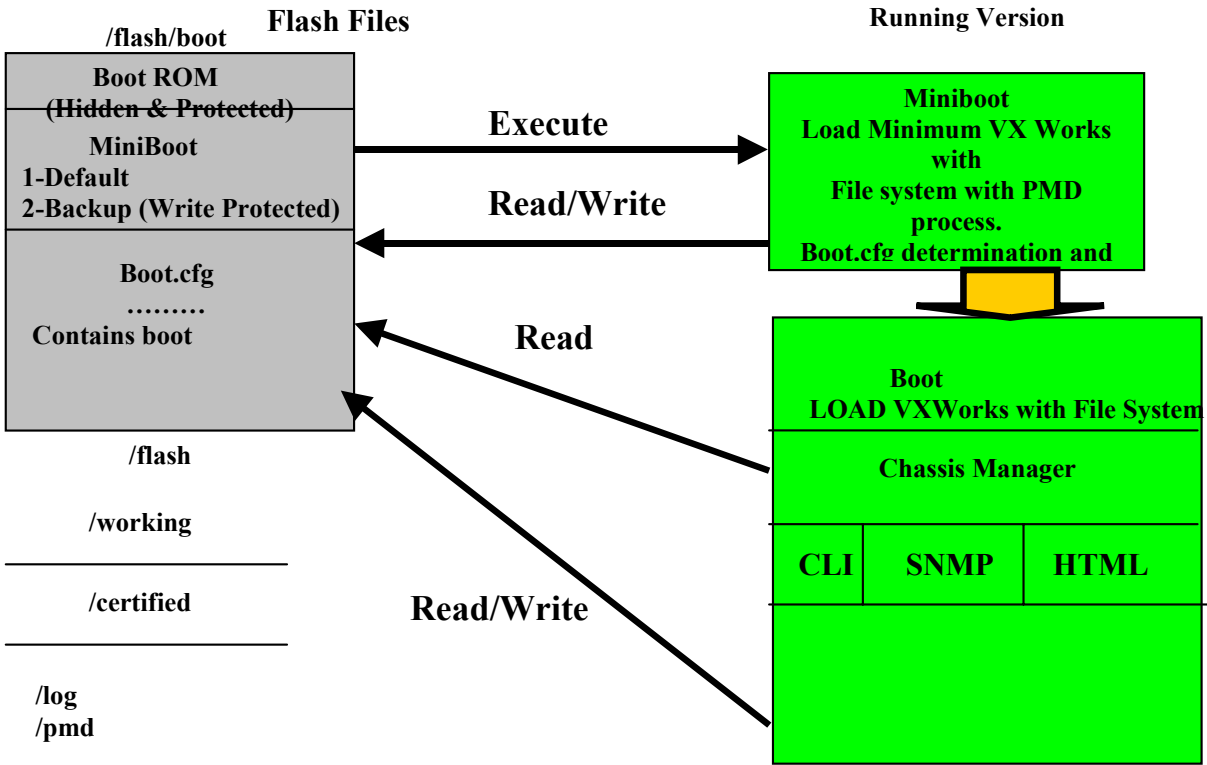 Flash Files
/flash/boot
Boot ROM
(Hidden & Protected)
MiniBoot
1-Default
2-Backup (Write Protected)
Boot.cfg
………
Contains boot
/flash
/working
/certified
/log
/pmd
Execute
Read/Write
Read
Read/Write
Running Version
Miniboot
Load Minimum VX Works
with
File system with PMD
process.
Boot.cfg determination and
Boot
LOAD VXWorks with File System
Chassis Manager
CLI
SNMP
HTML